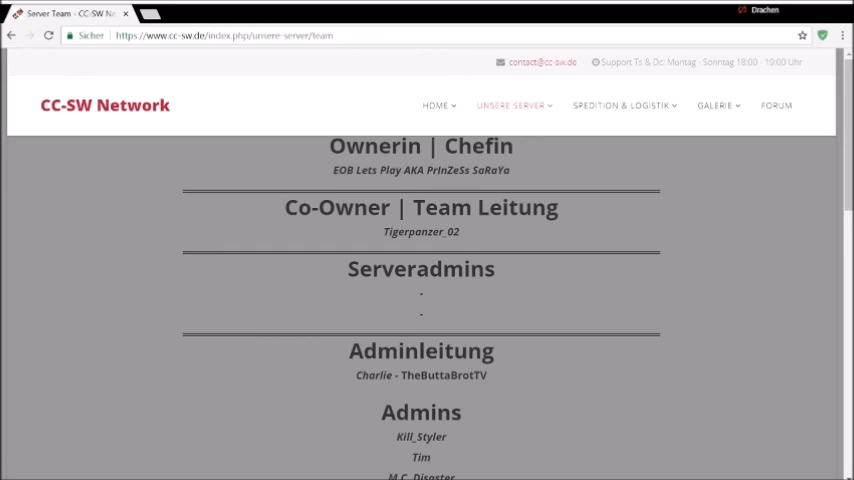 Drachen
Server Team - CC-SW Ne
Sicher
https://www.cc-sw.de/index.php/unsere-server/team
contact@cc-sw.de
Support Ts & Dc: Montag - Sonntag 18:00 - 19:00 Uhr
CC-SW Network
HOME
UNSERE SERVER
SPEDITION & LOGISTIK
GALERIE
FORUM
Ownerin | Chefin
EOB Lets Play AKA PrInZeSs SaRaYa
Co-Owner | Team Leitung
Tigerpanzer_02
Serveradmins
-
-
Adminleitung
Charlie - TheButtaBrotTV
Admins
Kill_Styler
Tim
M.C. Disaster